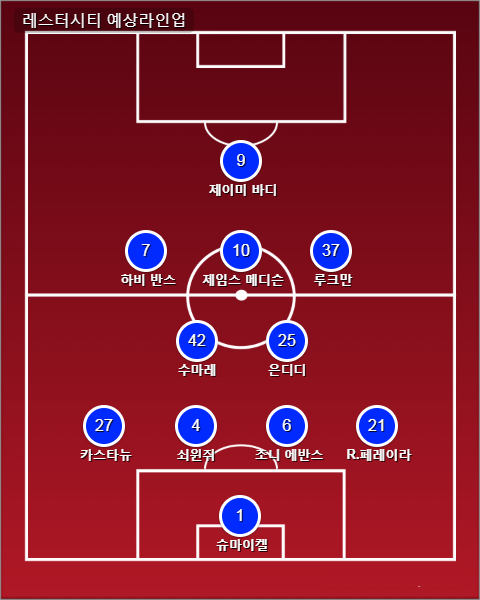 레스터시티 예상라인업
9
제이미 바디
7 10 37
하비 반스 제임스 메디슨 루크만
42 25
수마레 은디디
27 4 6 21
카스타뉴 쇠윈쥐 조니 에반스 R.페레이라
1
슈마이켈